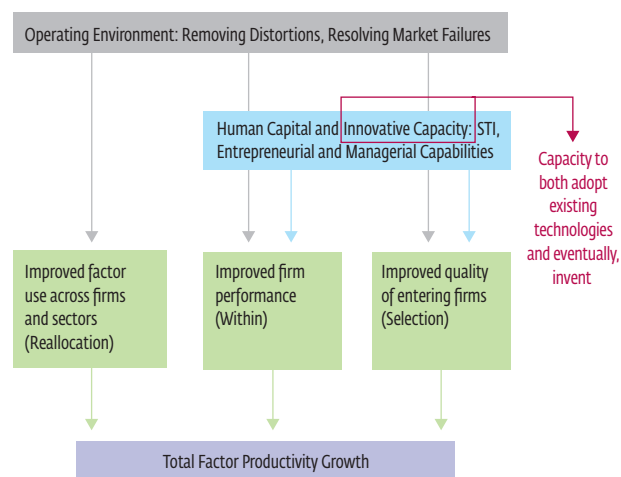 Operating Environment: Removing Distortions, Resolving Market Failures
Human Capital and Innovative Capacity: STI,
Entrepreneurial and Managerial Capabilities
Capacity to
both adopt
existing
technologies
and eventually,
invent
Improved factor
use across firms
and sectors
(Reallocation)
Improved firm
performance
(Within)
Improved quality
of entering firms
(Selection)
Total Factor Productivity Growth